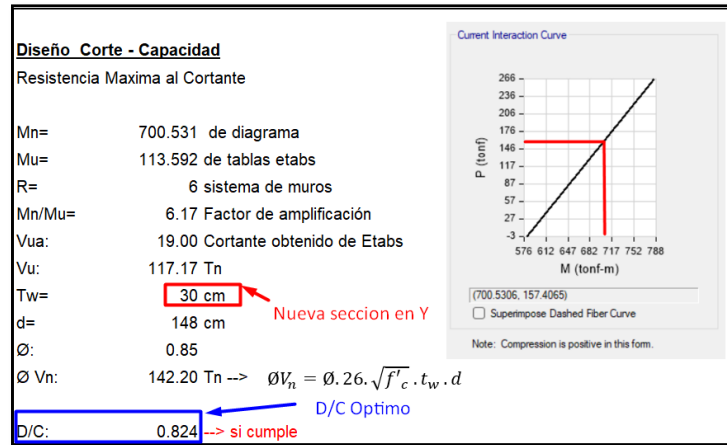 Diseño Corte - Capacidad
Resistencia Maxima al Cortante
Mn= 700.531 de diagrama
Mu= 113.592 de tablas etabs
R= 6 sistema de muros
Mn/Mu= 6.17 Factor de amplificación
Vua: 19.00 Cortante obtenido de Etabs
Vu: 117.17 Tn
Tw= 30 cm
Nueva seccion en Y
d= 148 cm
Ø: 0.85
Ø Vn: 142.20 Tn --> ØVn = Ø.26.√f'c.tw.d
D/C Optimo
D/C: 0.824 --> si cumple
Current Interaction Curve
P (tonf)
266
236
206
176
146
117
87
57
27
-3
576 612 647 682 717 752 788
M (tonf-m)
(700.5306, 157.4065)
Superimpose Dashed Fiber Curve
Note: Compression is positive in this form.